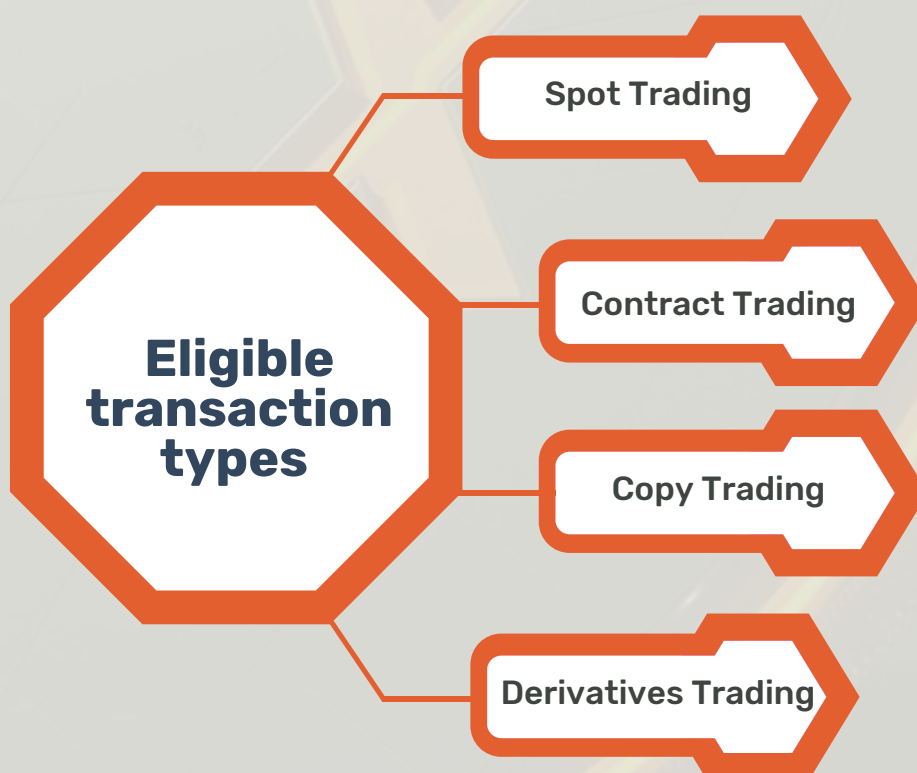 Spot Trading
Contract Trading
Eligible
transaction
types
Copy Trading
Derivatives Trading